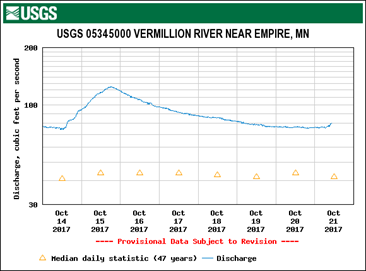 USGS
USGS 05345000 VERMILLION RIVER NEAR EMPIRE, MN
Discharge, cubic feet per second
200
100
30
Oct 14 2017
Oct 15 2017
Oct 16 2017
Oct 17 2017
Oct 18 2017
Oct 19 2017
Oct 20 2017
Oct 21 2017
---- Provisional Data Subject to Revision ----
Median daily statistic (47 years)
Discharge